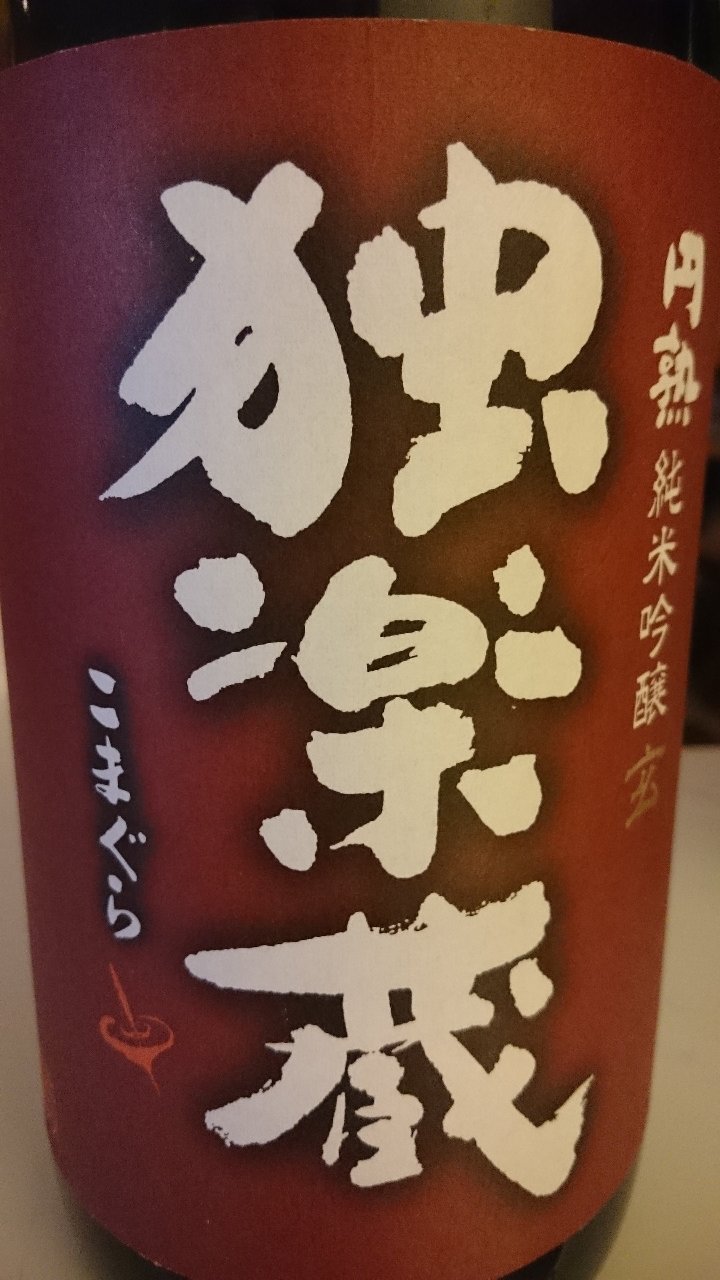 円熟 純米吟醸 玄
独楽蔵
こまぐら